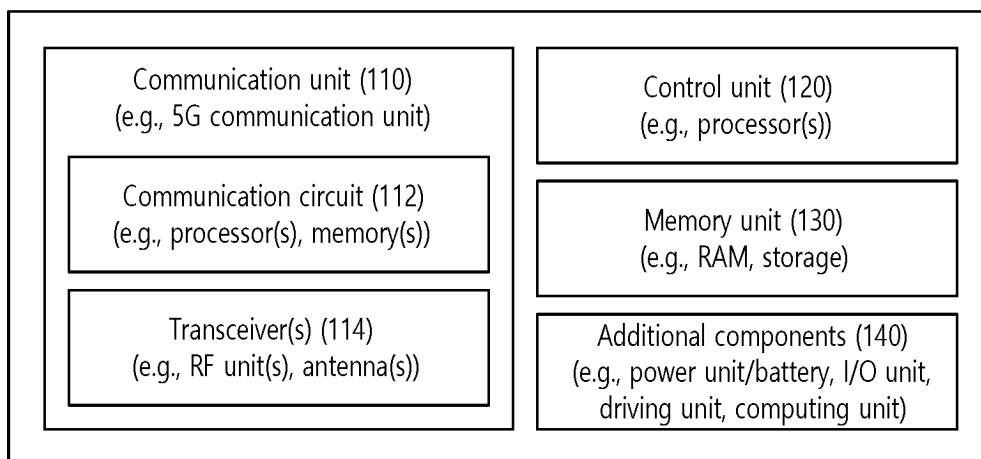 Communication unit (110)
(e.g., 5G communication unit)
Communication circuit (112)
(e.g., processor(s), memory(s))
Transceiver(s) (114)
(e.g., RF unit(s), antenna(s))
Control unit (120)
(e.g., processor(s))
Memory unit (130)
(e.g., RAM, storage)
Additional components (140)
(e.g., power unit/battery, I/O unit,
driving unit, computing unit)